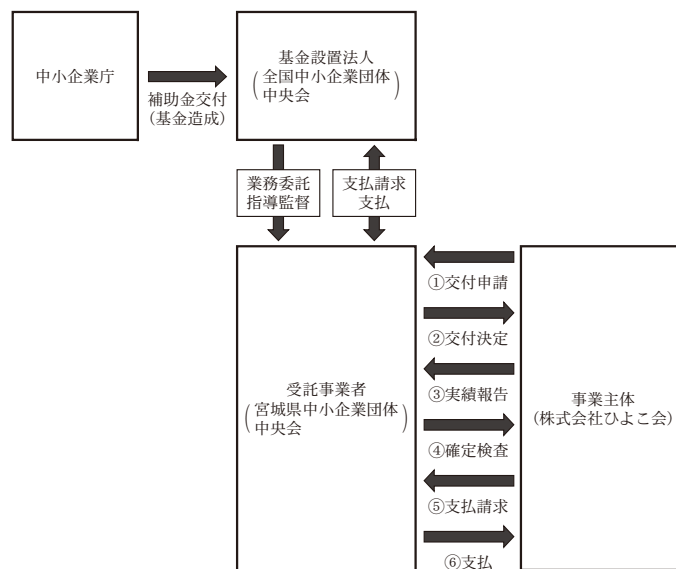 中小企業庁
補助金交付
(基金造成)
基金設置法人
(全国中小企業団体
中央会)
業務委託
指導監督
支払請求
支払
受託事業者
(宮城県中小企業団体
中央会)
①交付申請
②交付決定
③実績報告
④確定検査
⑤支払請求
⑥支払
事業主体
(株式会社ひよこ会)